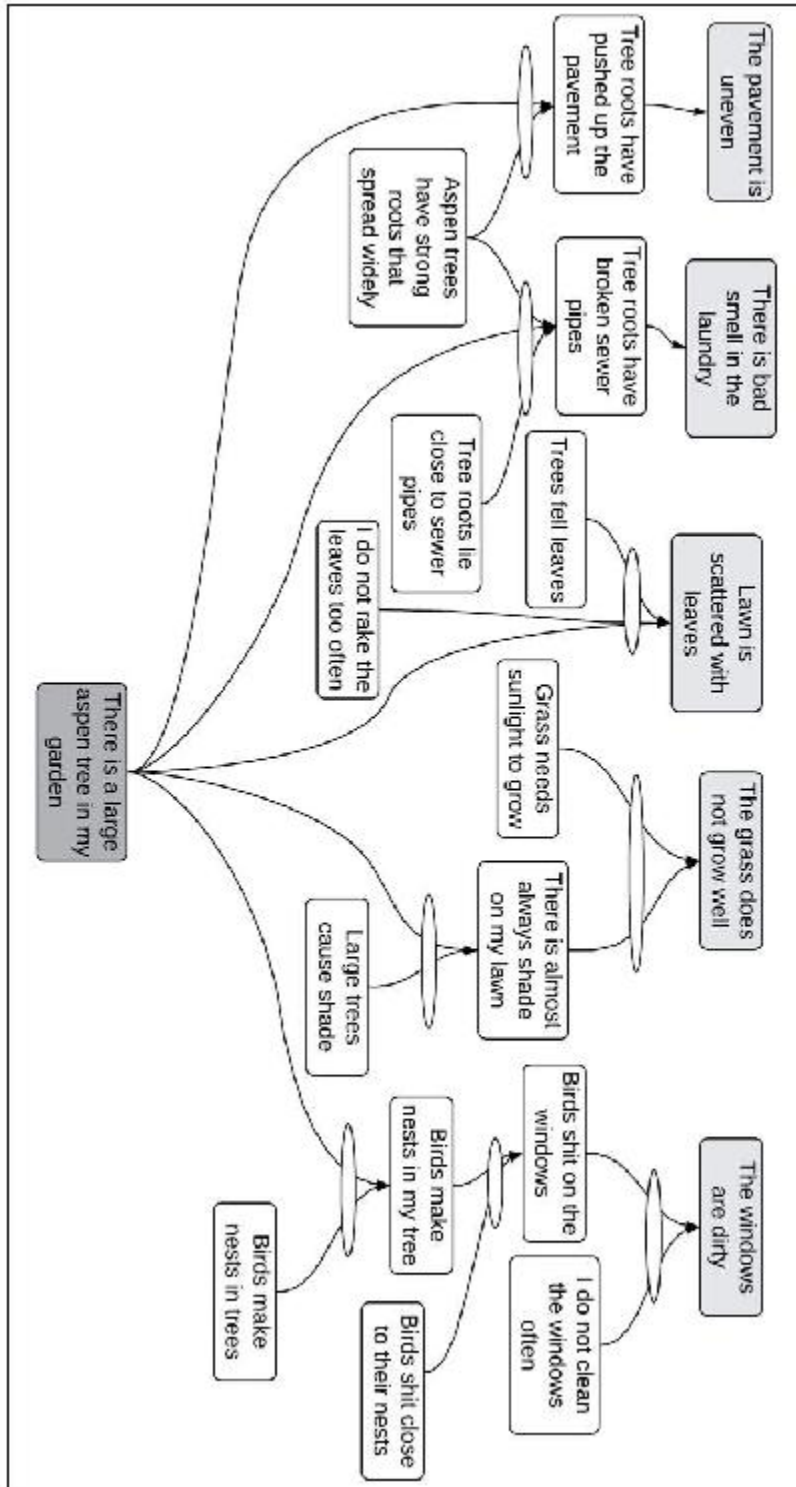 The pavement is
uneven
There is bad
smell in the
laundry
Lawn is
scattered with
leaves
The grass does
not grow well
The windows
are dirty
Tree roots have
pushed up the
pavement
Tree roots have
broken sewer
pipes
Trees fell leaves
Grass needs
sunlight to grow
There is almost
always shade
on my lawn
Birds shit on the
windows
I do not clean
the windows
often
Aspen trees
have strong
roots that
spread widely
Tree roots lie
close to sewer
pipes
I do not rake the
leaves too often
Large trees
cause shade
Birds make
nests in my tree
Birds shit close
to their nests
Birds make
nests in trees
There is a large
aspen tree in my
garden